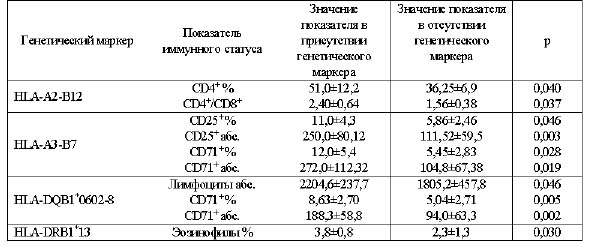 Генетический маркер | Показатель иммунного статуса | Значение показателя в присутствии генетического маркера | Значение показателя в отсутствии генетического маркера | p
HLA-A2-B12 | CD4+ % | 51,0±12,2 | 36,25±6,9 | 0,040
CD4+/CD8+ | 2,40±0,64 | 1,56±0,38 | 0,037
HLA-A3-B7 | CD25+ % | 11,0±4,3 | 5,86±2,46 | 0,046
CD25+ абс. | 250,0±80,12 | 111,52±59,5 | 0,003
CD71+ % | 12,0±5,4 | 5,45±2,83 | 0,028
CD71+ абс. | 272,0±112,32 | 104,8±67,38 | 0,019
HLA-DQB1*0602-8 | Лимфоциты абс. | 2204,6±237,7 | 1805,2±457,8 | 0,046
CD71+ % | 8,63±2,70 | 5,04±2,71 | 0,005
CD71+ абс. | 188,3±58,8 | 94,0±63,3 | 0,002
HLA-DRB1*13 | Эозинофилы % | 3,8±0,8 | 2,3±1,3 | 0,030